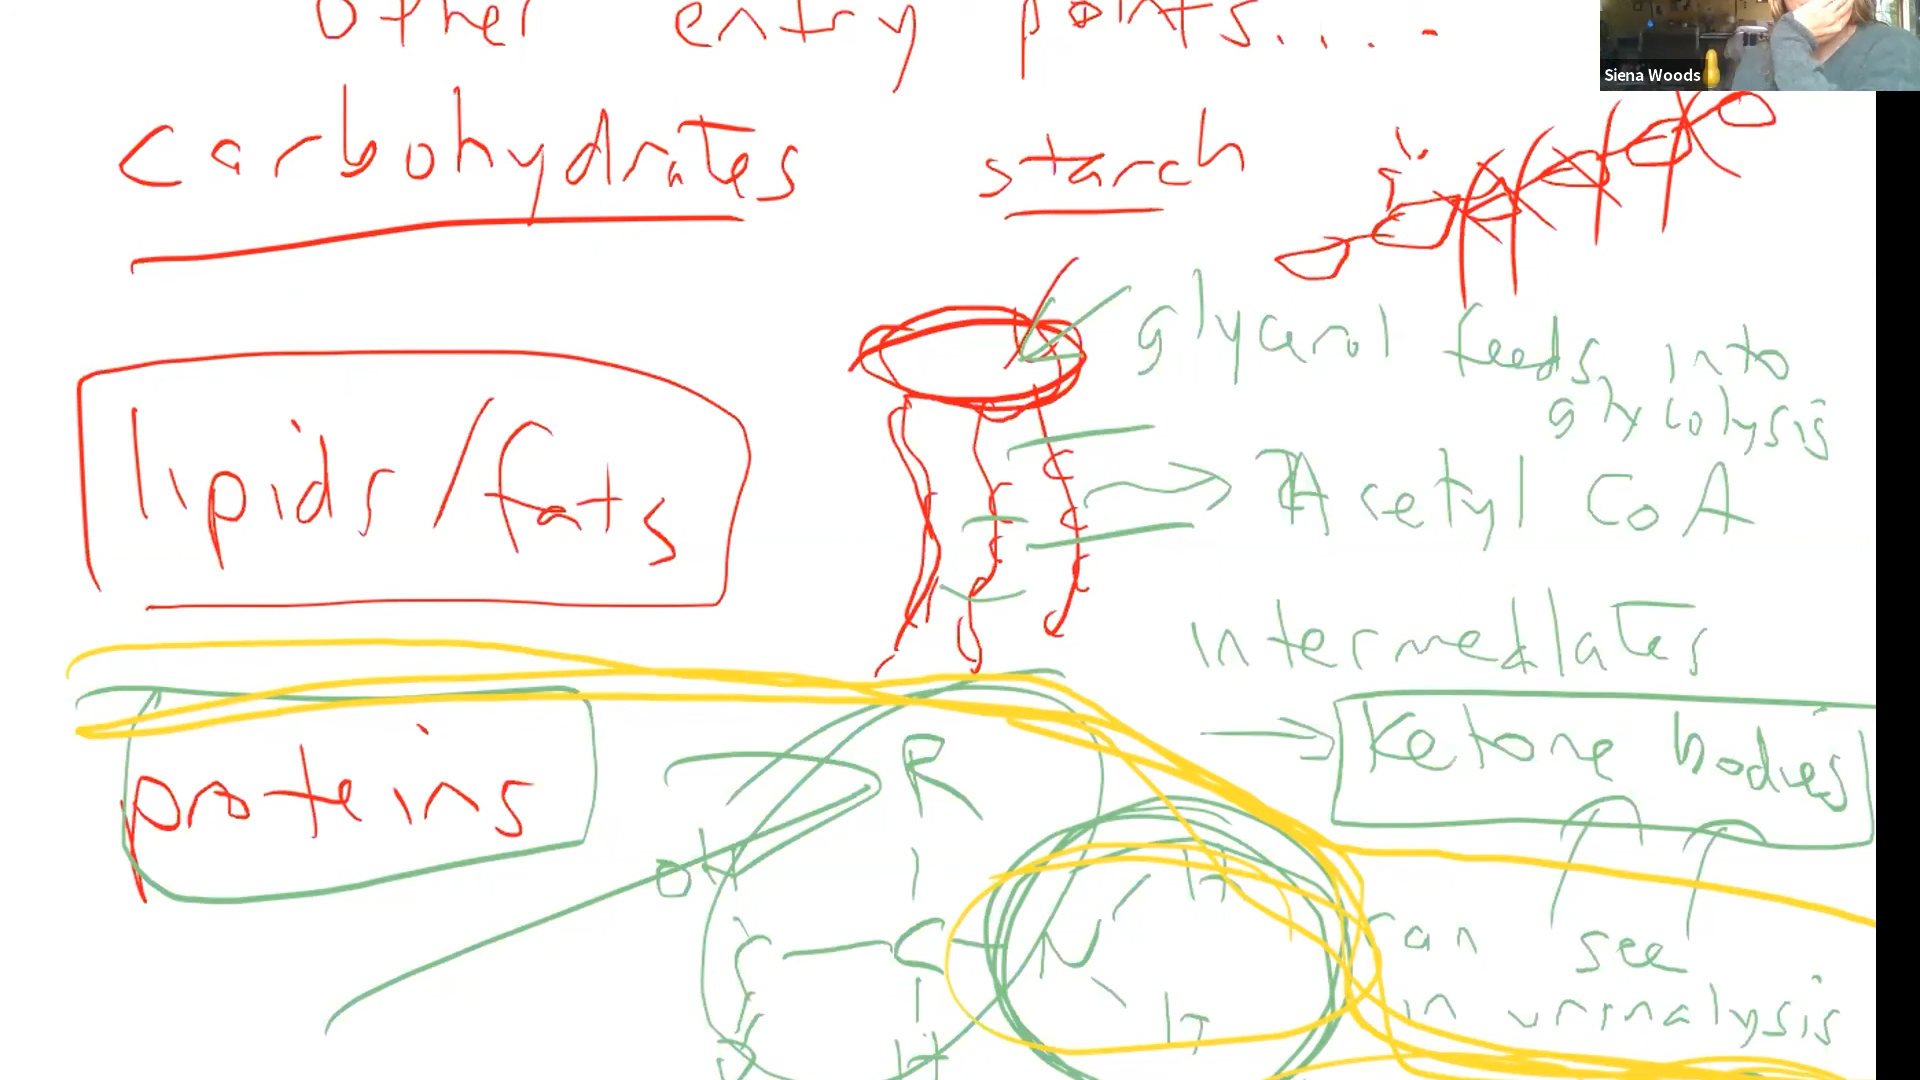 other entry points.....
Siena Woods
carbohydrates starch
glycerol feeds into
glycolysis
lipids/fats
Acetyl CoA
intermediates
proteins
R
Ketone bodies
OH
H
C C N
can see
in urinalysis
H
H